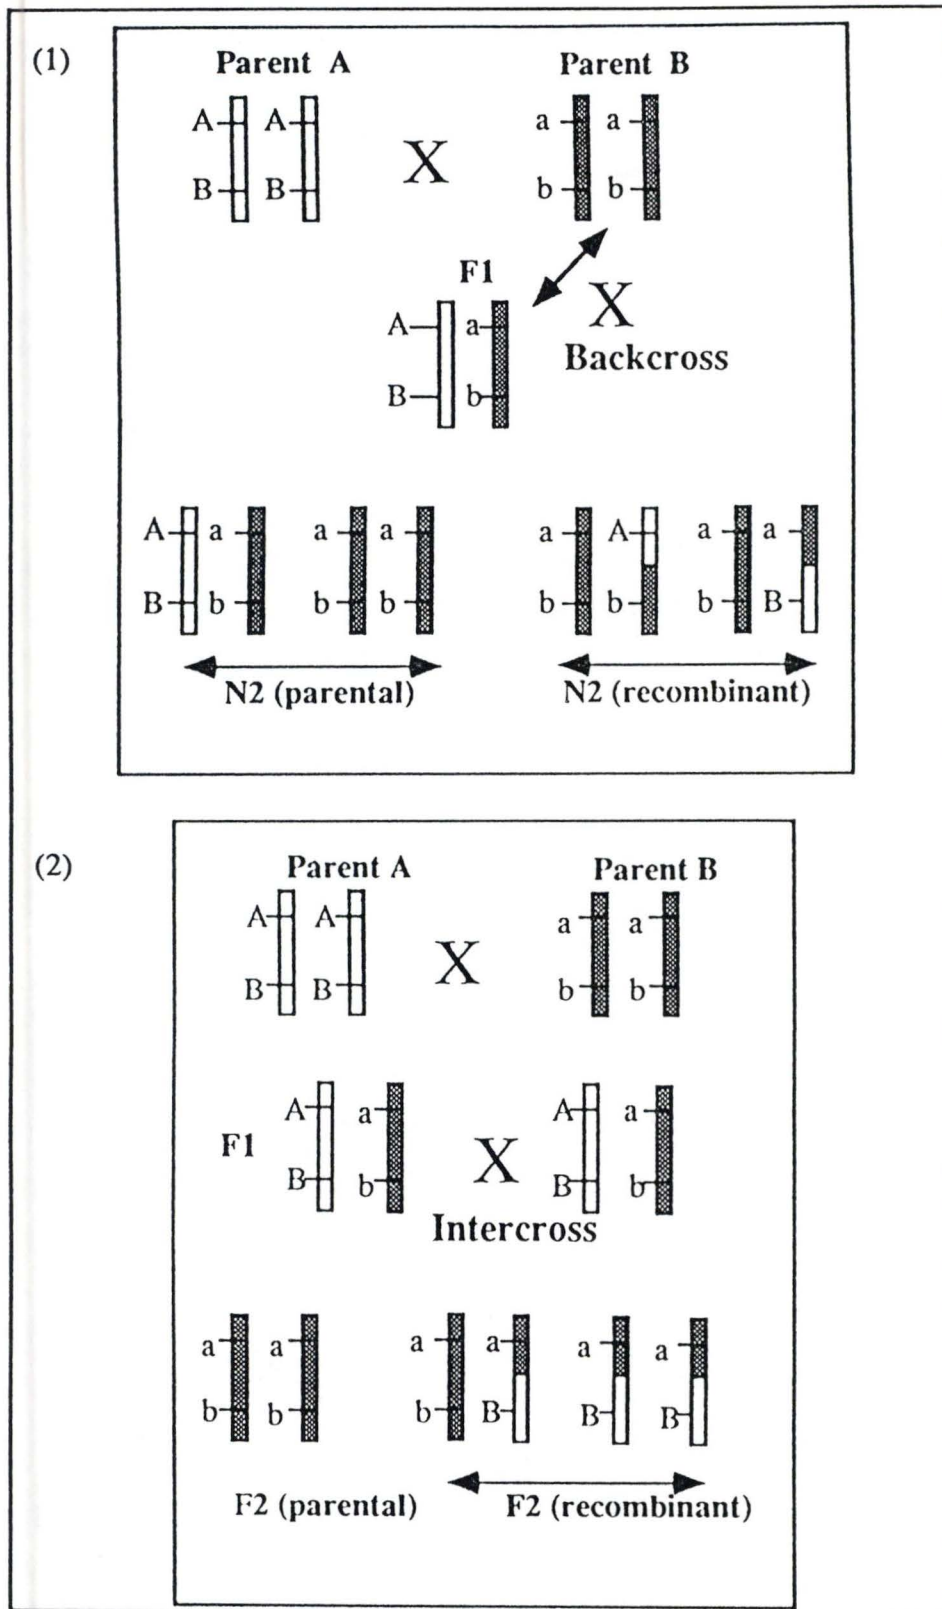 (1)
Parent A Parent B
A A a a
X
B B b b
F1
X
A a
Backcross
B b
A a a a a A a a
B b b b b b b B
N2 (parental) N2 (recombinant)
(2)
Parent A Parent B
A A a a
X
B B b b
A a A a
F1 X
B b B b
Intercross
a a a a a a
b b b B B B
F2 (parental) F2 (recombinant)